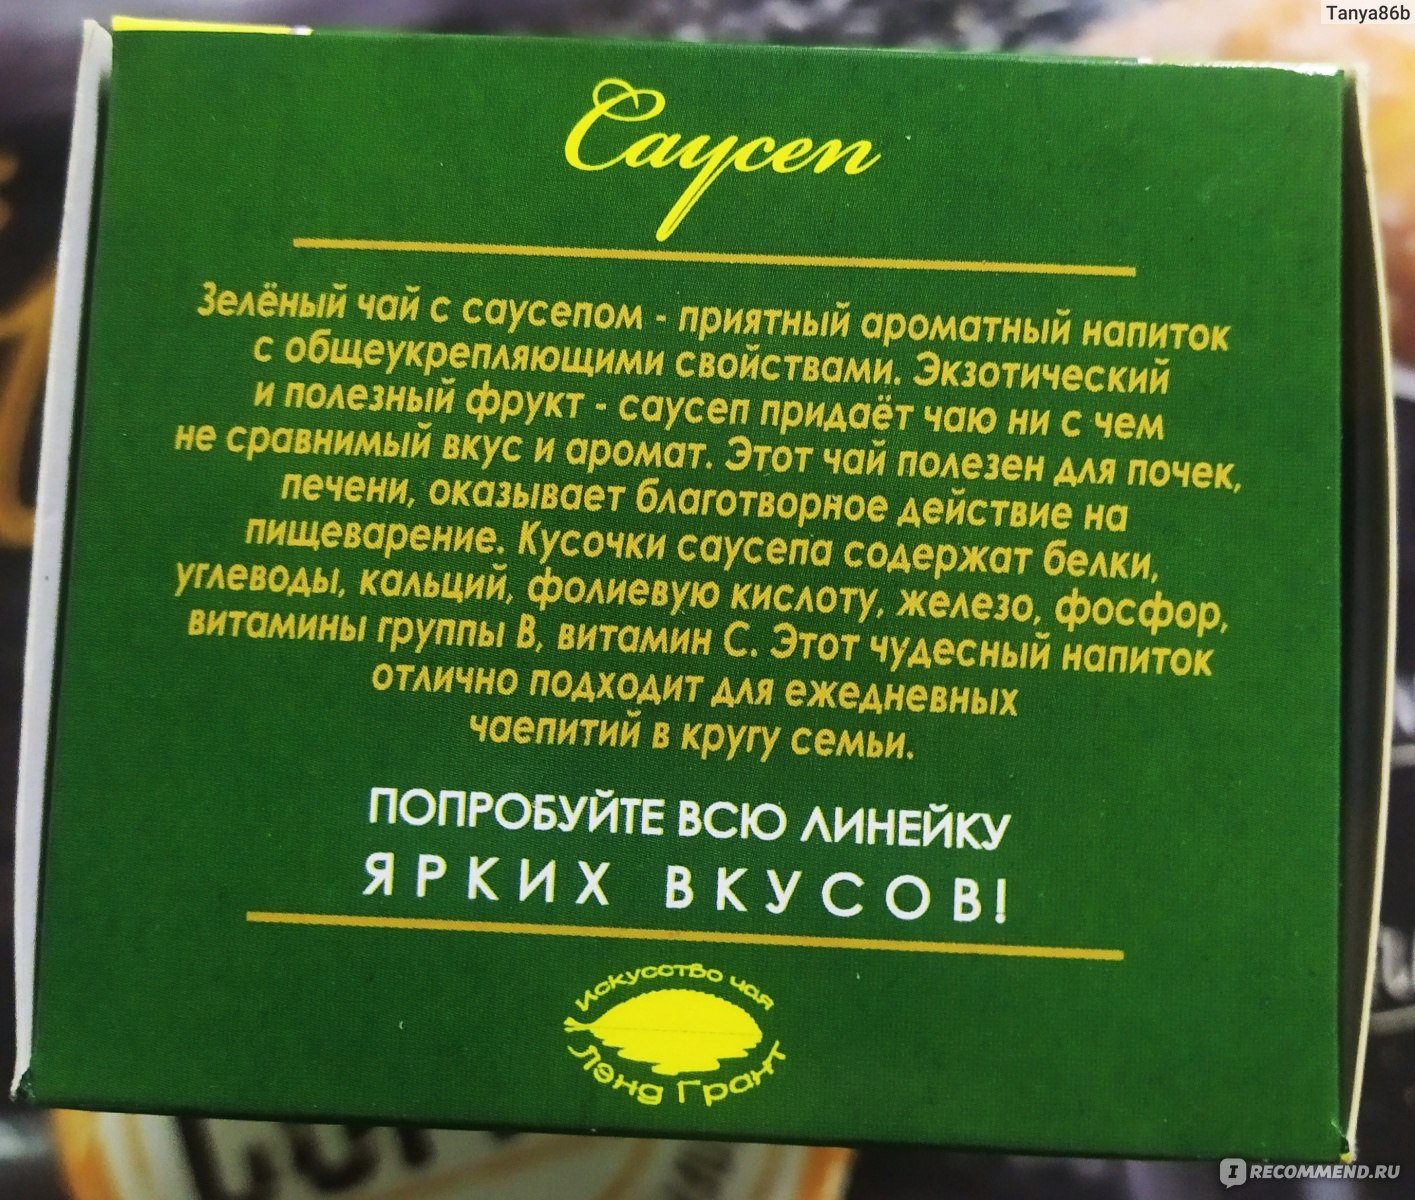 Tanya86b
Саусеп
Зелёный чай с саусепом - приятный ароматный напиток
с общеукрепляющими свойствами. Экзотический
и полезный фрукт - саусеп придаёт чаю ни с чем
не сравнимый вкус и аромат. Этот чай полезен для почек,
печени, оказывает благотворное действие на
пищеварение. Кусочки саусепа содержат белки,
углеводы, кальций, фолиевую кислоту, железо, фосфор,
витамины группы В, витамин С. Этот чудесный напиток
отлично подходит для ежедневных
чаепитий в кругу семьи.
ПОПРОБУЙТЕ ВСЮ ЛИНЕЙКУ
ЯРКИХ ВКУСОВ!
Искусство чая
Лэнд Грант
IRECOMMEND.RU